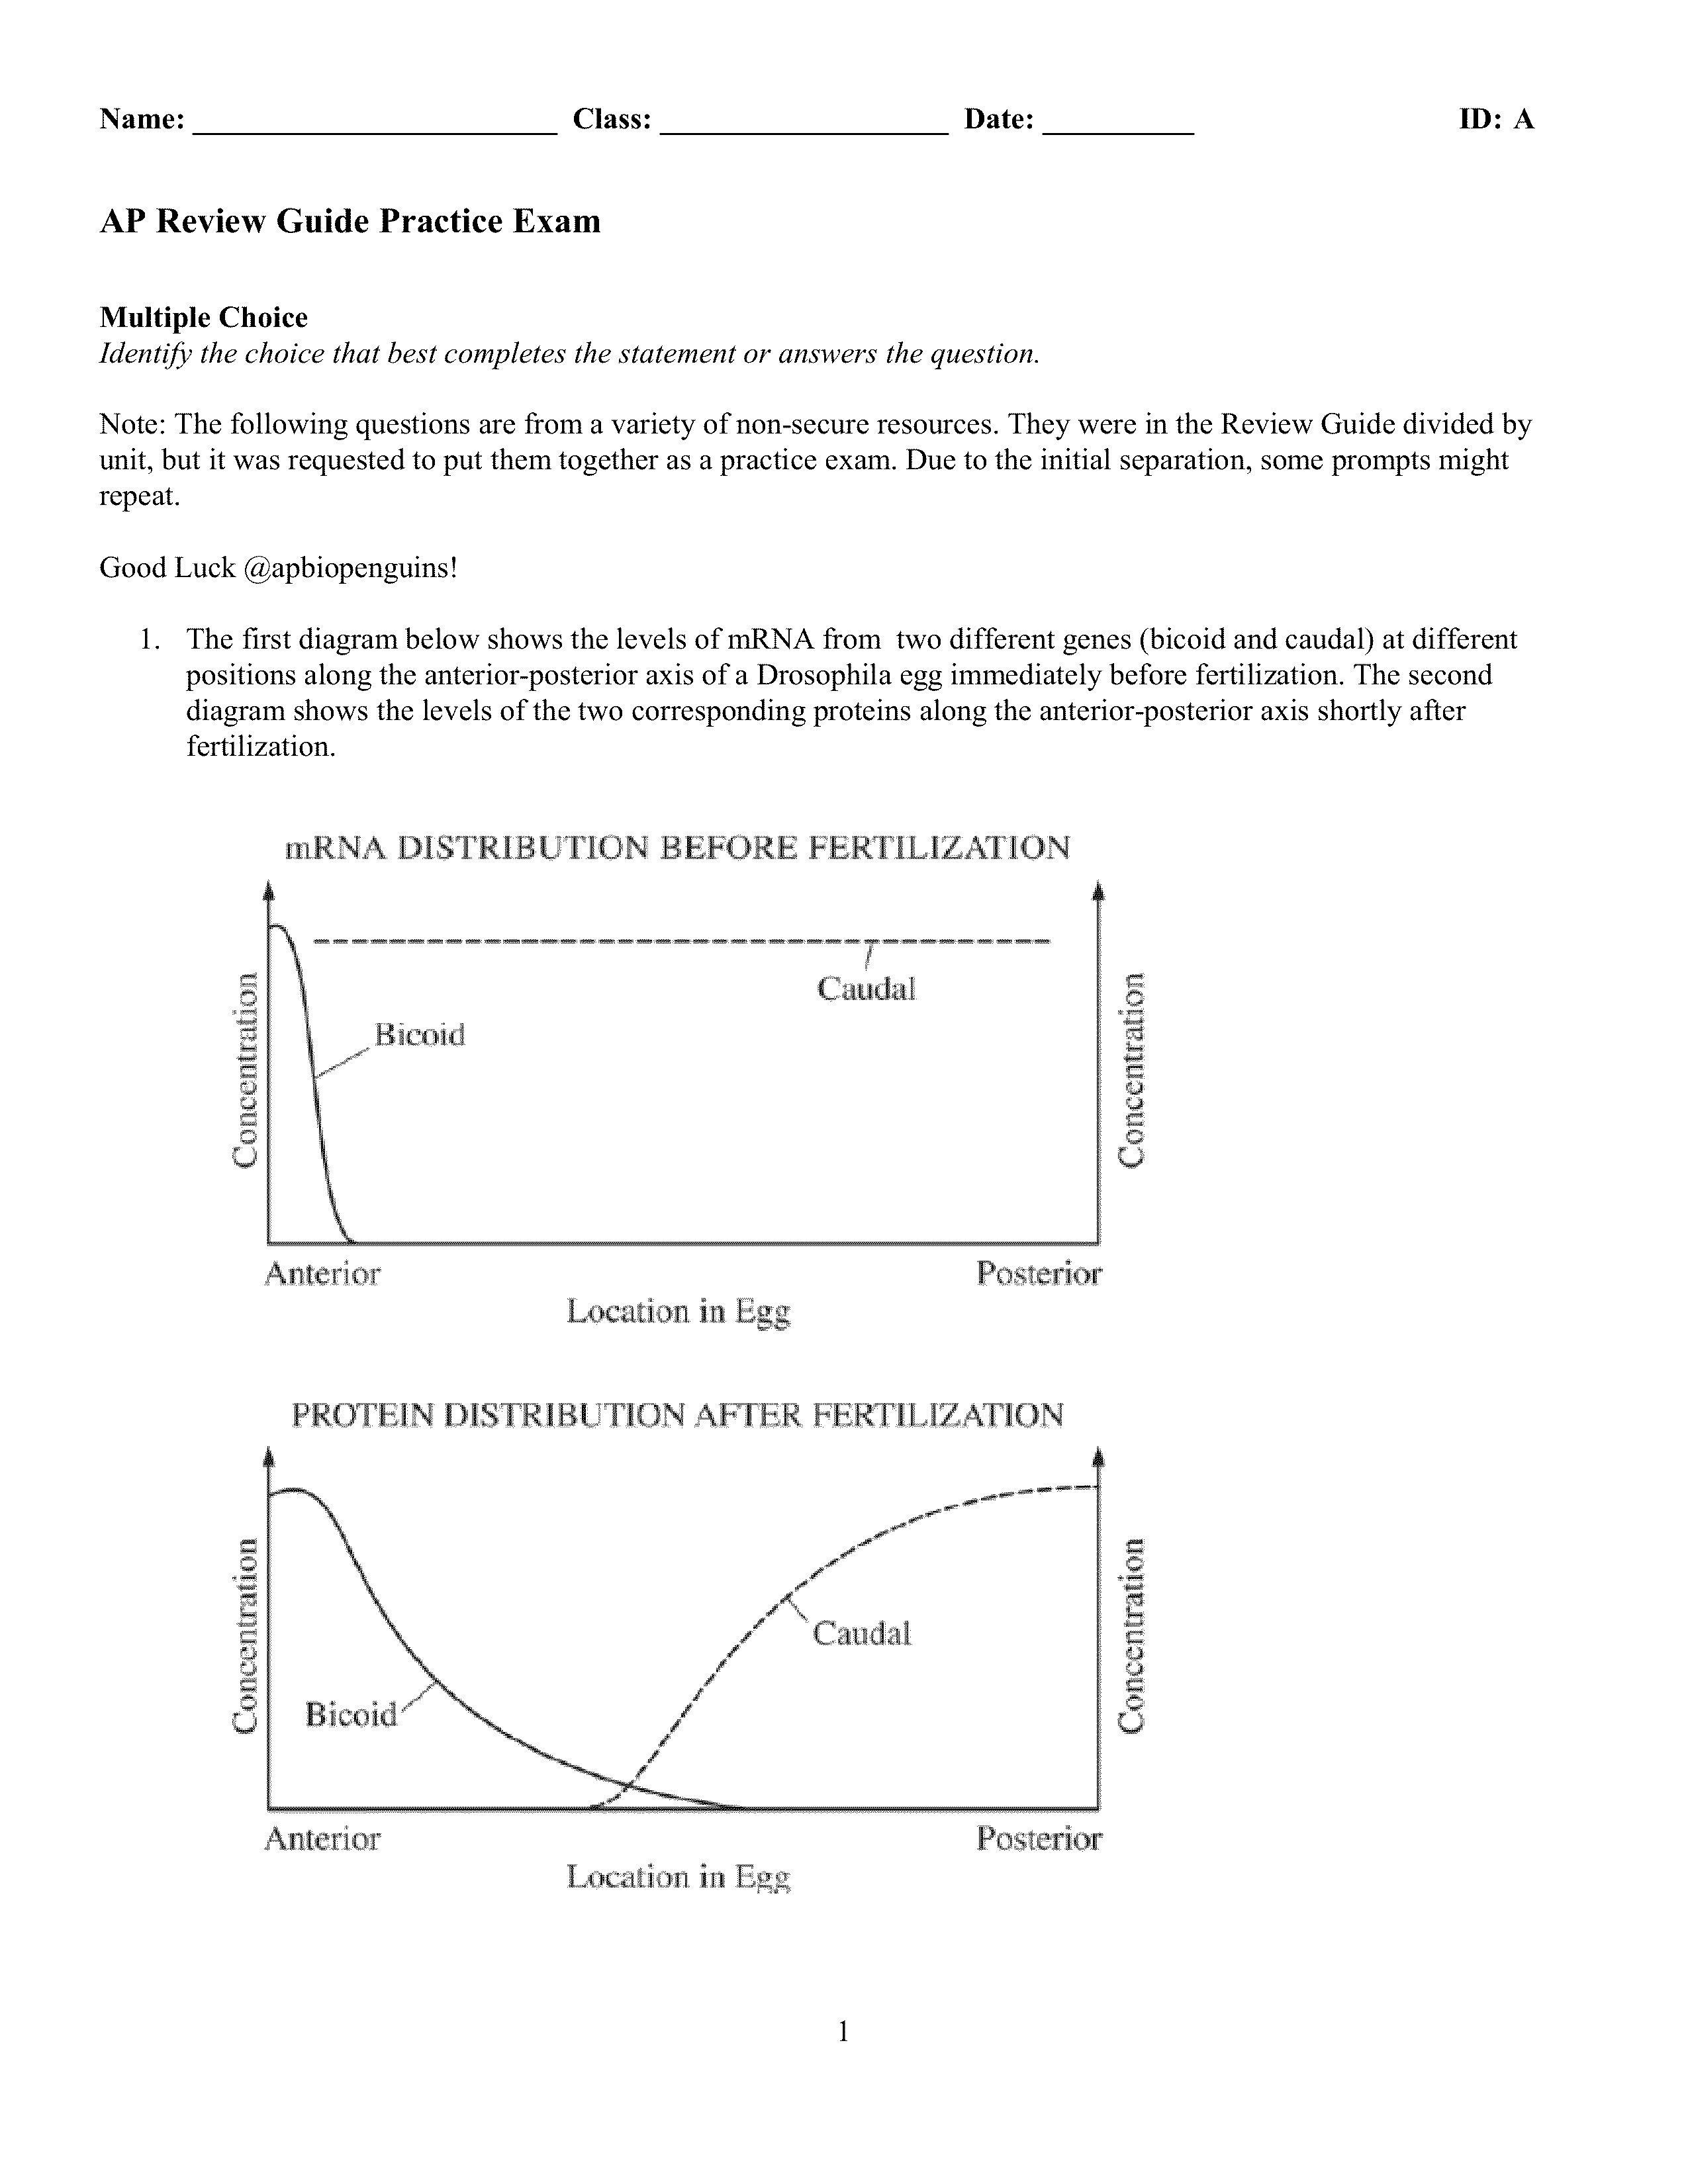 Name: ________________________ Class: ___________________ Date: __________ ID: A
AP Review Guide Practice Exam
Multiple Choice
Identify the choice that best completes the statement or answers the question.
Note: The following questions are from a variety of non-secure resources. They were in the Review Guide divided by
unit, but it was requested to put them together as a practice exam. Due to the initial separation, some prompts might
repeat.
Good Luck @apbiopenguins!
1. The first diagram below shows the levels of mRNA from two different genes (bicoid and caudal) at different
positions along the anterior-posterior axis of a Drosophila egg immediately before fertilization. The second
diagram shows the levels of the two corresponding proteins along the anterior-posterior axis shortly after
fertilization.
mRNA DISTRIBUTION BEFORE FERTILIZATION
Concentration
Caudal
Bicoid
Concentration
Anterior
Posterior
Location in Egg
PROTEIN DISTRIBUTION AFTER FERTILIZATION
Concentration
Caudal
Bicoid
Concentration
Anterior
Posterior
Location in Egg
1